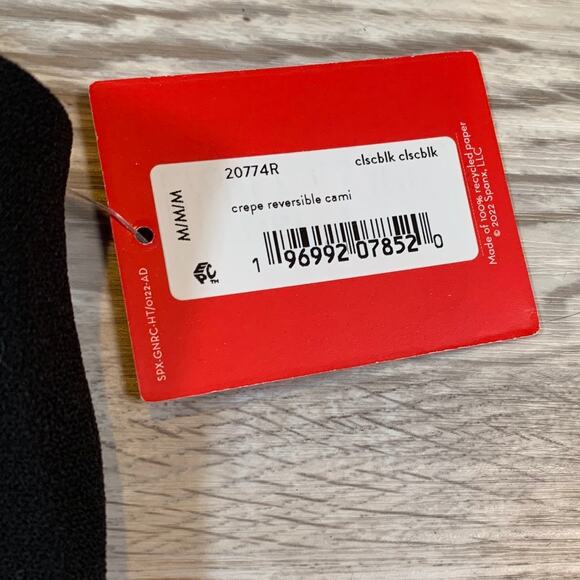 20774R
clscblk clscblk
M/M/M
crepe reversible cami
EPC™
1 96992 07852 0
SPX-GNRC-HT/0122-AD
Made of 100% recycled paper
© 2022 Spanx, LLC